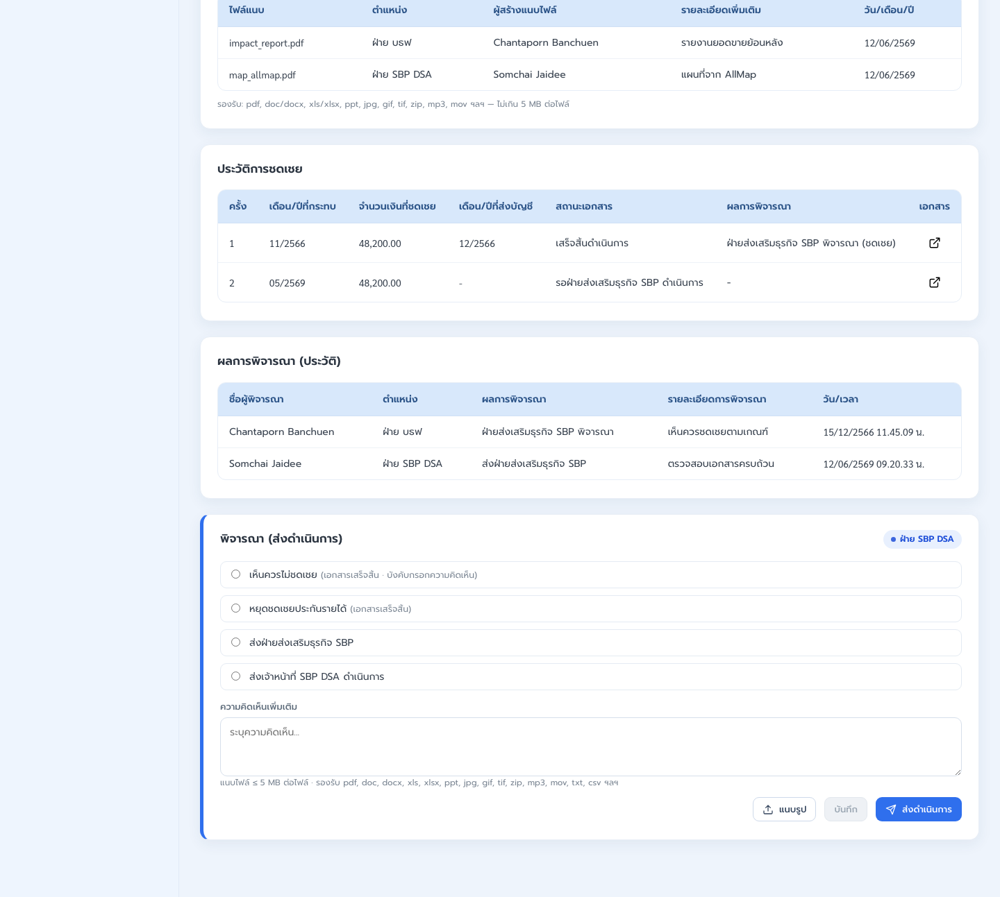 ไฟล์แนบ ตำแหน่ง ผู้สร้างแนบไฟล์ รายละเอียดเพิ่มเติม วัน/เดือน/ปี
impact_report.pdf ฝ่าย บธฟ Chantaporn Banchuen รายงานยอดขายย้อนหลัง 12/06/2569
map_allmap.pdf ฝ่าย SBP DSA Somchai Jaidee แผนที่จาก AllMap 12/06/2569
รองรับ: pdf, doc/docx, xls/xlsx, ppt, jpg, gif, tif, zip, mp3, mov ฯลฯ — ไม่เกิน 5 MB ต่อไฟล์
ประวัติการชดเชย
ครั้ง เดือน/ปีที่กระทบ จำนวนเงินที่ชดเชย เดือน/ปีที่ส่งบัญชี สถานะเอกสาร ผลการพิจารณา เอกสาร
1 11/2566 48,200.00 12/2566 เสร็จสิ้นดำเนินการ ฝ่ายส่งเสริมธุรกิจ SBP พิจารณา (ชดเชย)
2 05/2569 48,200.00 - รอฝ่ายส่งเสริมธุรกิจ SBP ดำเนินการ -
ผลการพิจารณา (ประวัติ)
ชื่อผู้พิจารณา ตำแหน่ง ผลการพิจารณา รายละเอียดการพิจารณา วัน/เวลา
Chantaporn Banchuen ฝ่าย บธฟ ฝ่ายส่งเสริมธุรกิจ SBP พิจารณา เห็นควรชดเชยตามเกณฑ์ 15/12/2566 11.45.09 น.
Somchai Jaidee ฝ่าย SBP DSA ส่งฝ่ายส่งเสริมธุรกิจ SBP ตรวจสอบเอกสารครบถ้วน 12/06/2569 09.20.33 น.
พิจารณา (ส่งดำเนินการ) ฝ่าย SBP DSA
เห็นควรไม่ชดเชย (เอกสารเสร็จสิ้น · บังคับกรอกความคิดเห็น)
หยุดชดเชยประกันรายได้ (เอกสารเสร็จสิ้น)
ส่งฝ่ายส่งเสริมธุรกิจ SBP
ส่งเจ้าหน้าที่ SBP DSA ดำเนินการ
ความคิดเห็นเพิ่มเติม
ระบุความคิดเห็น...
แนบไฟล์ ≤ 5 MB ต่อไฟล์ · รองรับ pdf, doc, docx, xls, xlsx, ppt, jpg, gif, tif, zip, mp3, mov, txt, csv ฯลฯ
แนบรูป บันทึก ส่งดำเนินการ